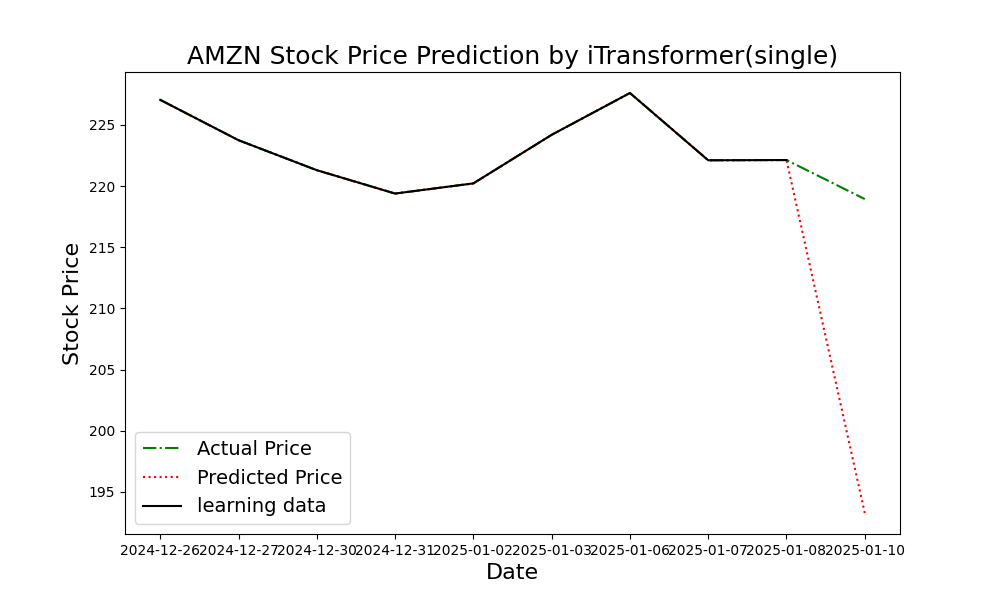 AMZN Stock Price Prediction by iTransformer(single)
Stock Price
225
220
215
210
205
200
195
Actual Price
Predicted Price
learning data
2024-12-26 2024-12-27 2024-12-30 2024-12-31 2025-01-02 2025-01-03 2025-01-06 2025-01-07 2025-01-08 2025-01-10
Date